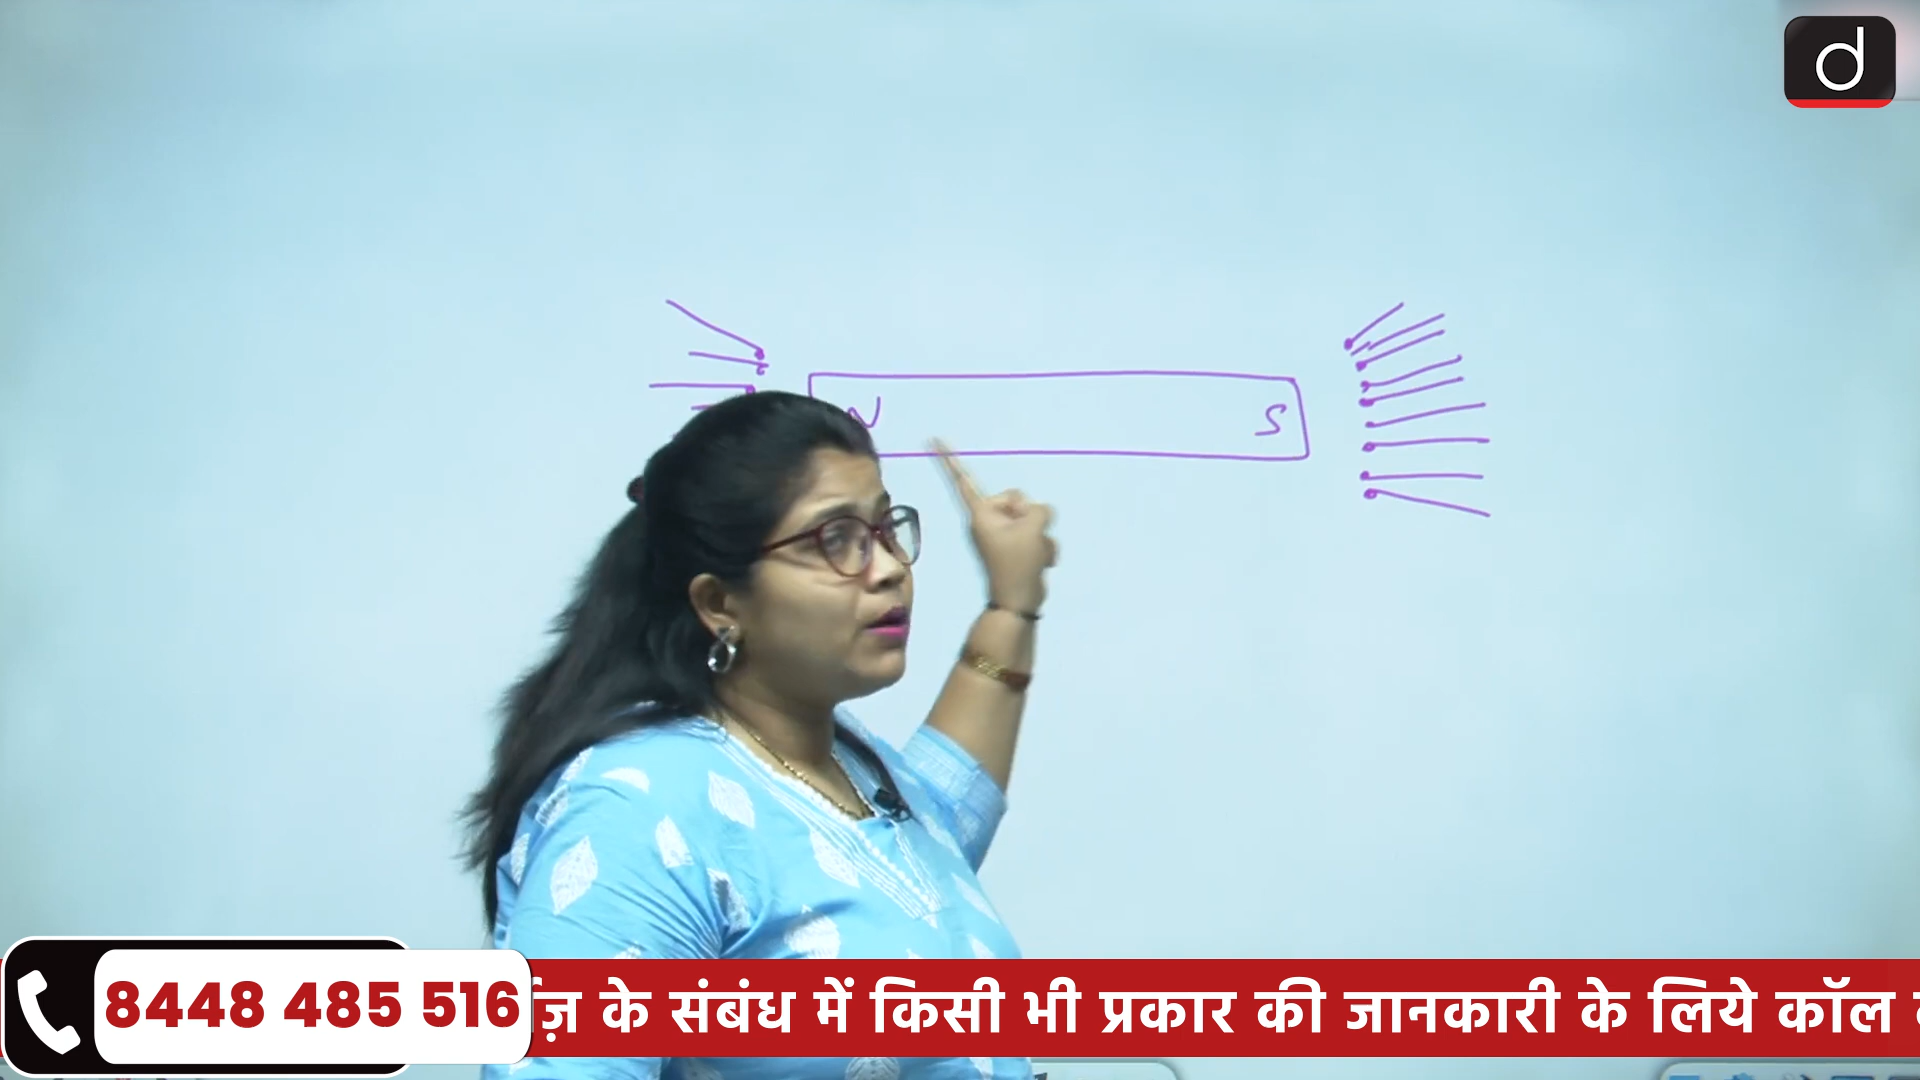 d
N S
8448 485 516 के संबंध में किसी भी प्रकार की जानकारी के लिये कॉल